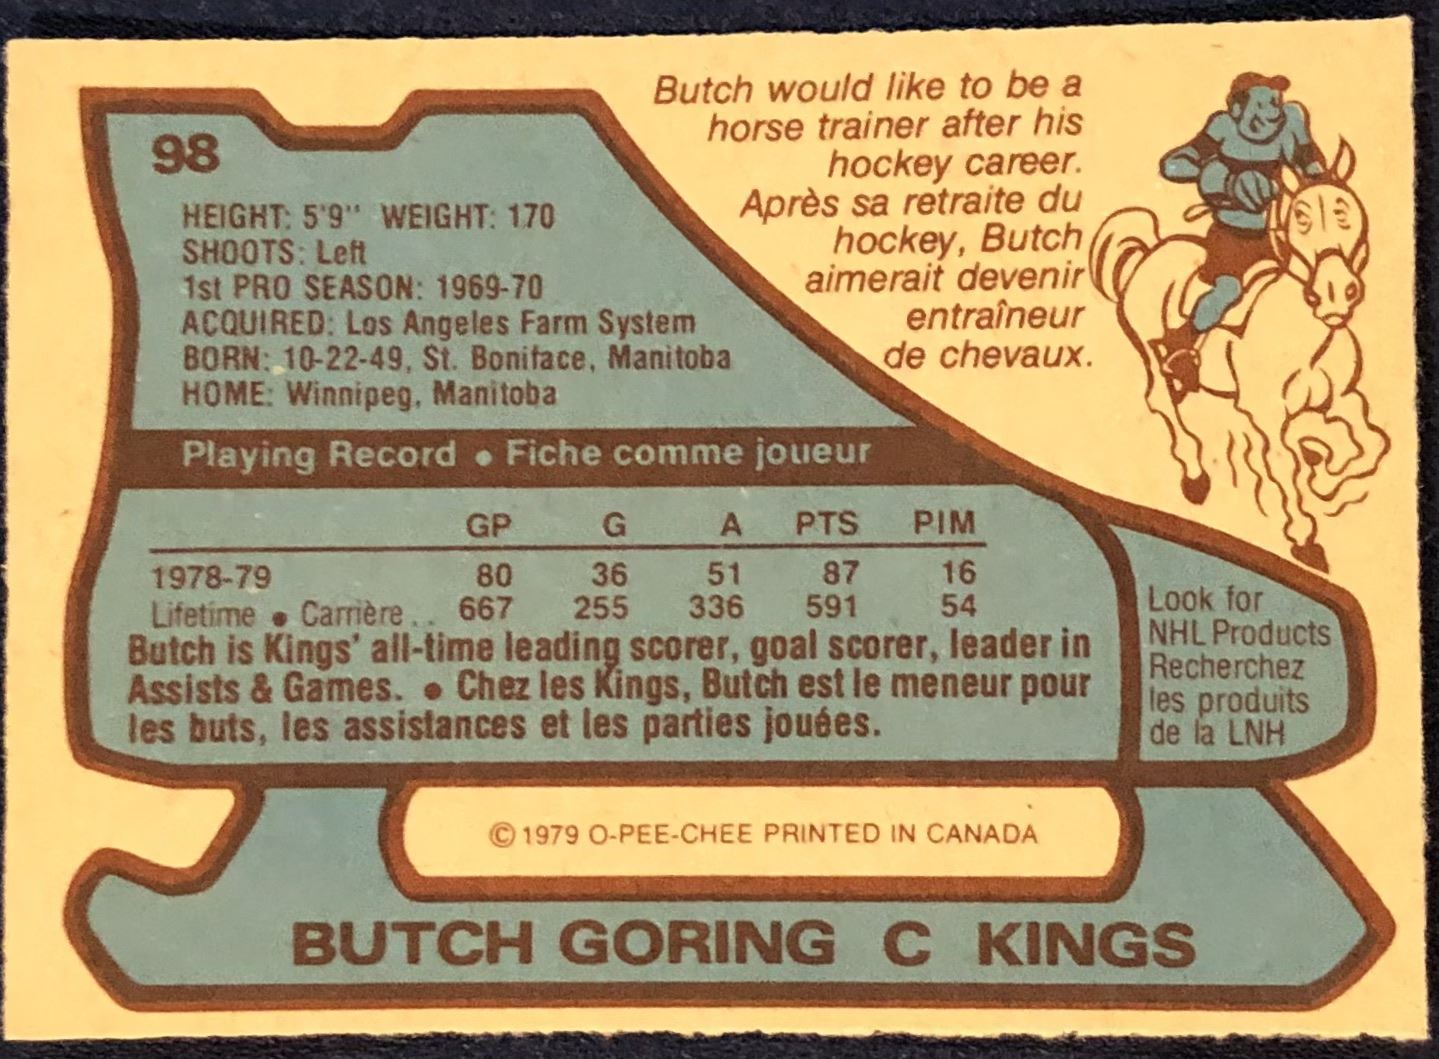 98
HEIGHT: 5'9" WEIGHT: 170
SHOOTS: Left
1st PRO SEASON: 1969-70
ACQUIRED: Los Angeles Farm System
BORN: 10-22-49, St. Boniface, Manitoba
HOME: Winnipeg, Manitoba
Butch would like to be a
horse trainer after his
hockey career.
Après sa retraite du
hockey, Butch
aimerait devenir
entraîneur
de chevaux.
Playing Record • Fiche comme joueur
GP G A PTS PIM
1978-79 80 36 51 87 16
Lifetime • Carrière .. 667 255 336 591 54
Butch is Kings' all-time leading scorer, goal scorer, leader in
Assists & Games. • Chez les Kings, Butch est le meneur pour
les buts, les assistances et les parties jouées.
Look for
NHL Products
Recherchez
les produits
de la LNH
© 1979 O-PEE-CHEE PRINTED IN CANADA
BUTCH GORING C KINGS